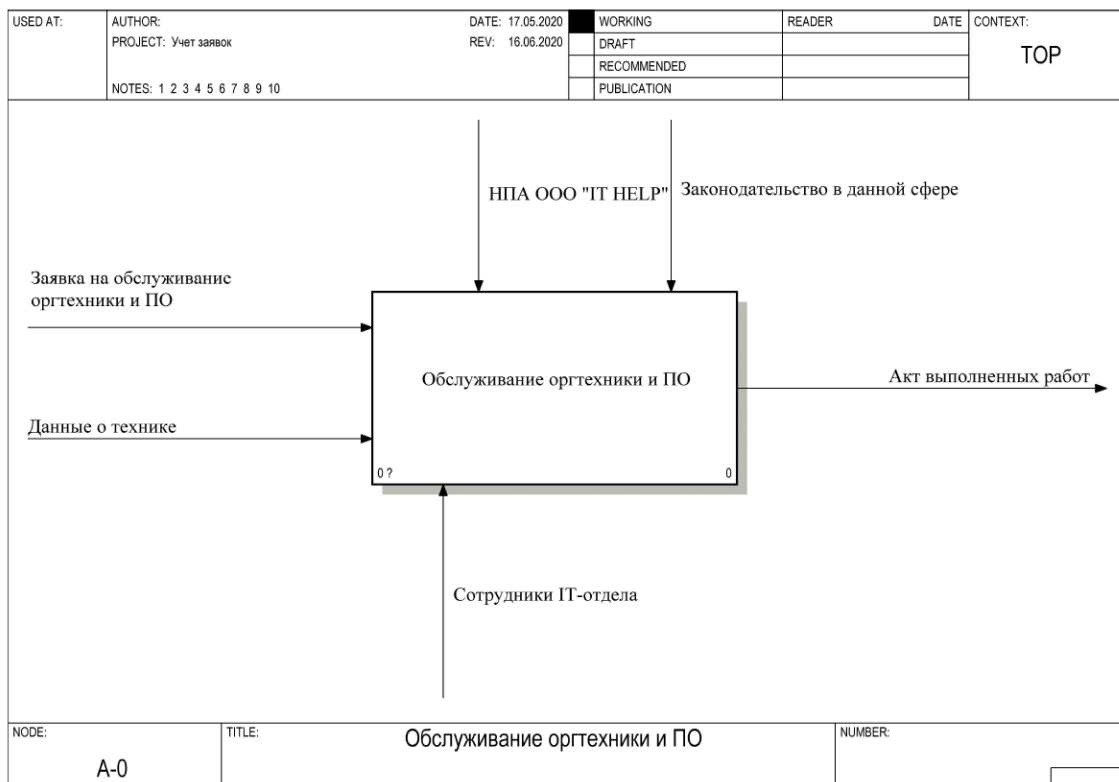 USED AT:
AUTHOR:
DATE: 17.05.2020
WORKING
READER
DATE
CONTEXT:
PROJECT: Учет заявок
REV: 16.06.2020
DRAFT
TOP
RECOMMENDED
NOTES: 1 2 3 4 5 6 7 8 9 10
PUBLICATION
НПА ООО "IT HELP"
Законодательство в данной сфере
Заявка на обслуживание
оргтехники и ПО
Обслуживание оргтехники и ПО
Акт выполненных работ
Данные о технике
0 ?
0
Сотрудники IT-отдела
NODE:
TITLE:
Обслуживание оргтехники и ПО
NUMBER:
A-0